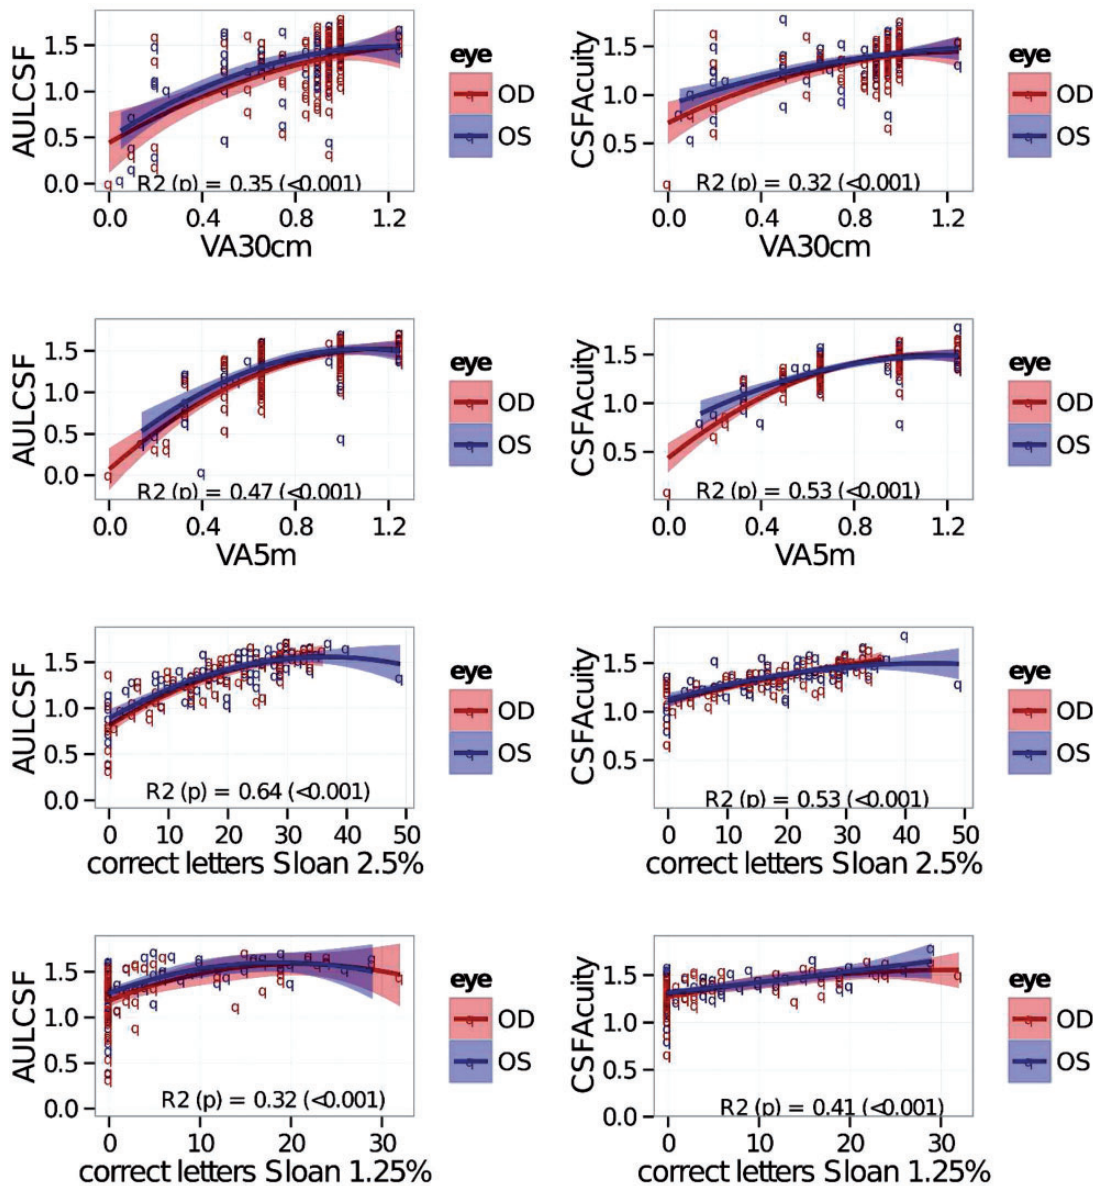 AULCSF
1.5
1.0
0.5
0.0
R2 (p) = 0.35 (<0.001)
0.0 0.4 0.8 1.2
VA30cm
eye
OD
OS
CSFAcuity
1.5
1.0
0.5
R2 (p) = 0.32 (<0.001)
0.0 0.4 0.8 1.2
VA30cm
eye
OD
OS
AULCSF
1.5
1.0
0.5
0.0
R2 (p) = 0.47 (<0.001)
0.0 0.4 0.8 1.2
VA5m
eye
OD
OS
CSFAcuity
1.5
1.0
0.5
R2 (p) = 0.53 (<0.001)
0.0 0.4 0.8 1.2
VA5m
eye
OD
OS
AULCSF
1.5
1.0
0.5
0.0
R2 (p) = 0.64 (<0.001)
0 10 20 30 40 50
correct letters Sloan 2.5%
eye
OD
OS
CSFAcuity
1.5
1.0
0.5
R2 (p) = 0.53 (<0.001)
0 10 20 30 40 50
correct letters Sloan 2.5%
eye
OD
OS
AULCSF
1.5
1.0
0.5
0.0
R2 (p) = 0.32 (<0.001)
0 10 20 30
correct letters Sloan 1.25%
eye
OD
OS
CSFAcuity
1.5
1.0
0.5
0.0
R2 (p) = 0.41 (<0.001)
0 10 20 30
correct letters Sloan 1.25%
eye
OD
OS